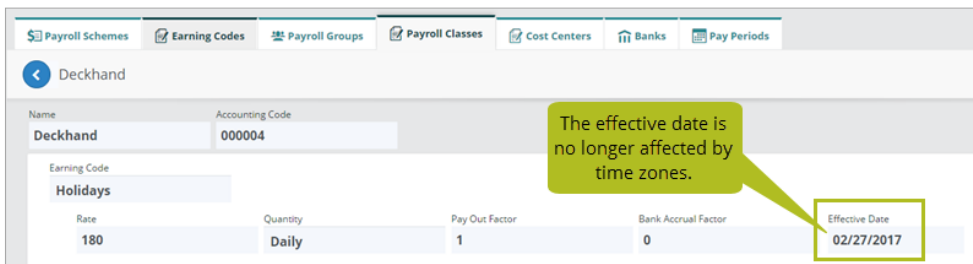 Payroll Schemes Earning Codes Payroll Groups Payroll Classes Cost Centers Banks Pay Periods
Deckhand
Name Accounting Code
Deckhand 000004
The effective date is
no longer affected by
time zones.
Earning Code
Holidays
Rate Quantity Pay Out Factor Bank Accrual Factor Effective Date
180 Daily 1 0 02/27/2017